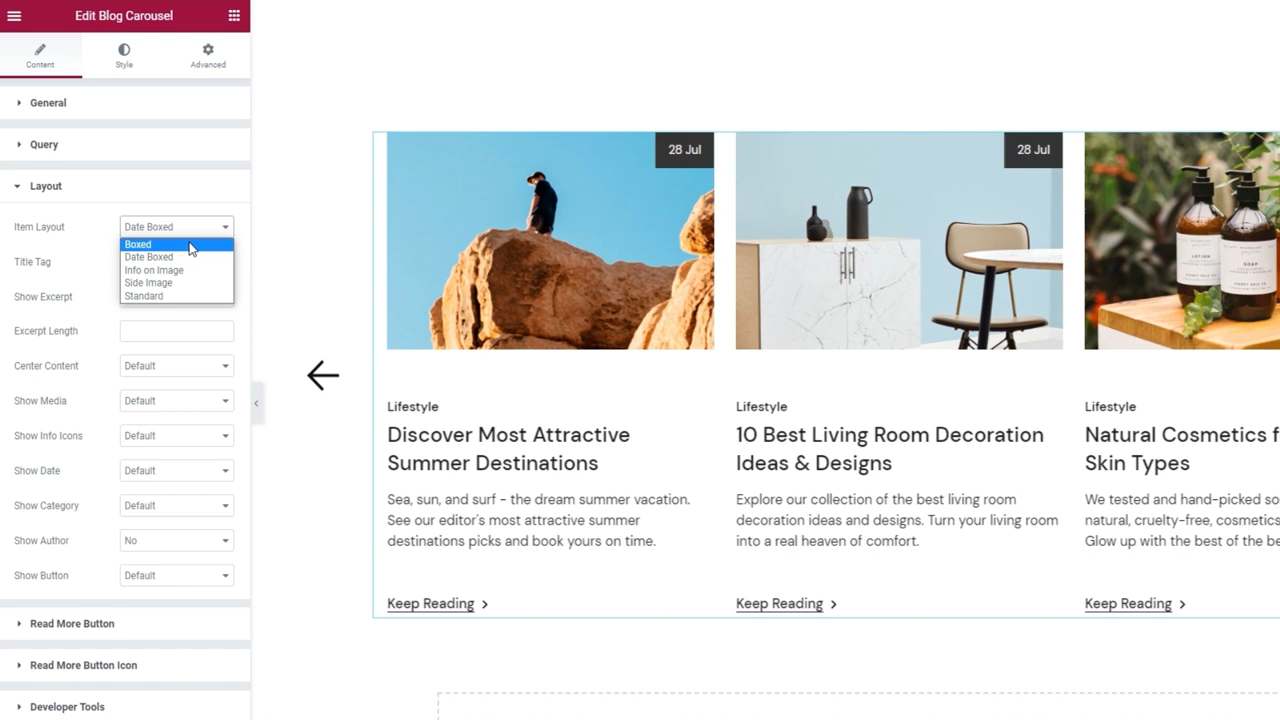 Edit Blog Carousel
Content
Style
Advanced
General
Query
Layout
Item Layout
Date Boxed
Boxed
Date Boxed
Info on Image
Side Image
Standard
Title Tag
Show Excerpt
Excerpt Length
Center Content
Default
Show Media
Default
Show Info Icons
Default
Show Date
Default
Show Category
Default
Show Author
No
Show Button
Default
Read More Button
Read More Button Icon
Developer Tools
28 Jul
Lifestyle
Discover Most Attractive
Summer Destinations
Sea, sun, and surf – the dream summer vacation.
See our editor's most attractive summer
destinations picks and book yours on time.
Keep Reading
28 Jul
Lifestyle
10 Best Living Room Decoration
Ideas & Designs
Explore our collection of the best living room
decoration ideas and designs. Turn your living room
into a real heaven of comfort.
Keep Reading
LOTION
SOAP
Lifestyle
Natural Cosmetics f
Skin Types
We tested and hand-picked so
natural, cruelty-free, cosmetics
Glow up with the best of the be
Keep Reading